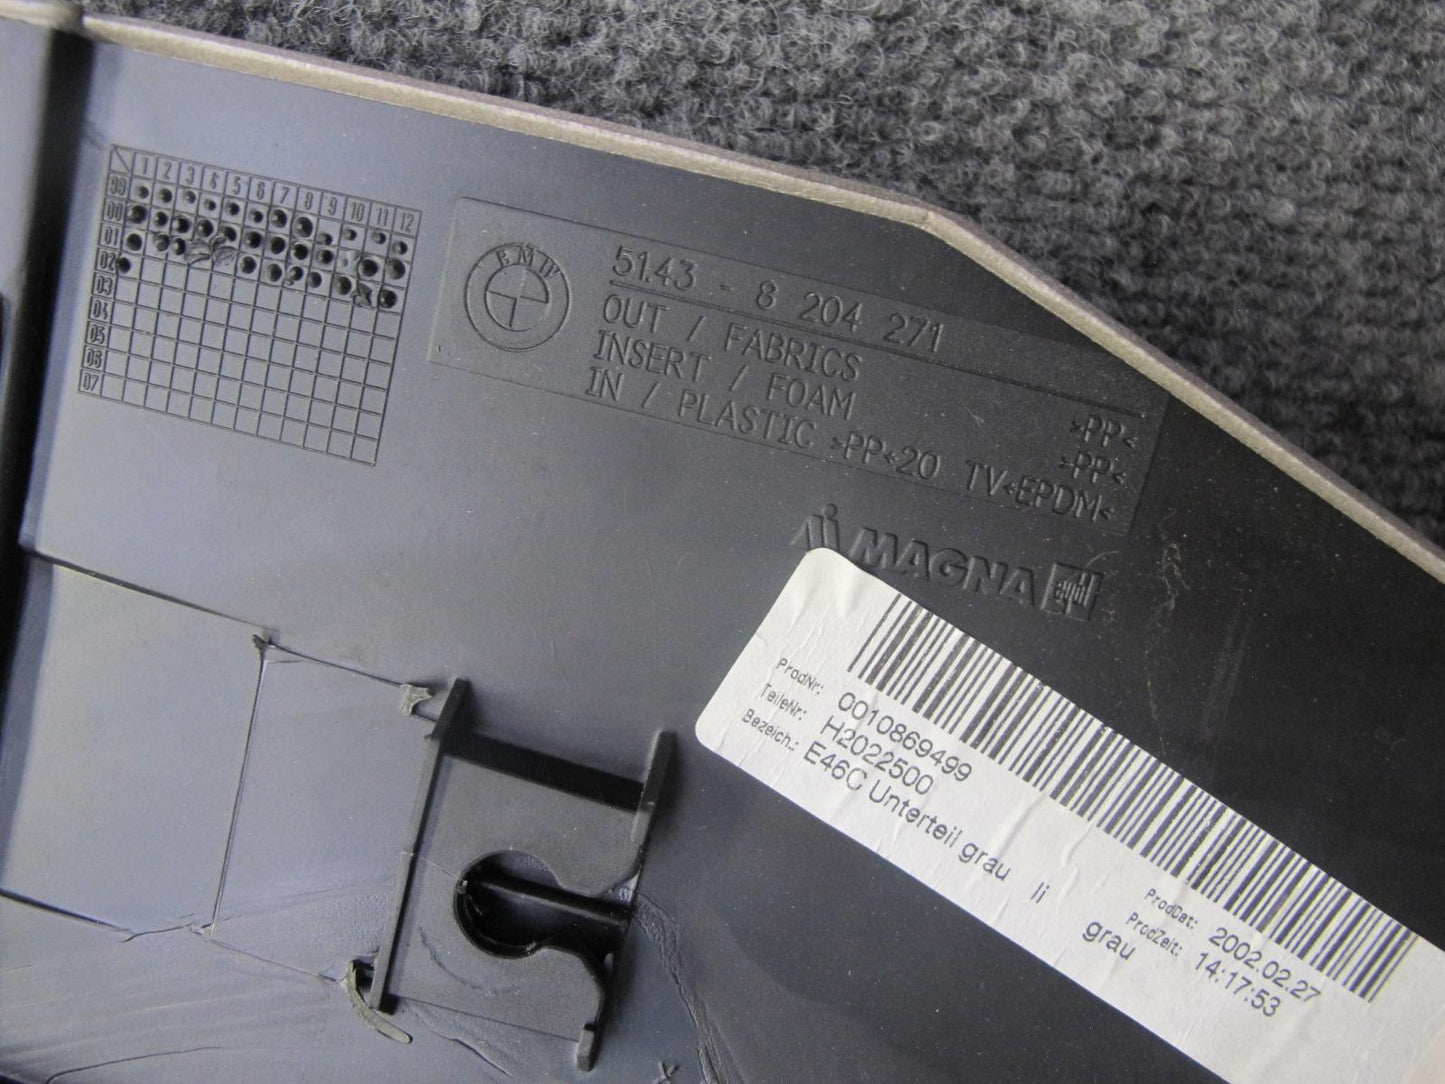 1 2 3 4 5 6 7 8 9 10 11 12
99
00
01
02
03
04
05
06
07
BMW
51.43 - 8 204 271
OUT / FABRICS >PP<
INSERT / FOAM >PP<
IN / PLASTIC >PP<20 TV<EPDM<
MAGNA
ProdNr: 0010869499
TeileNr: H2022500
Bezeich.: E46C Unterteil grau li
grau
ProdDat: 2002.02.27
ProdZeit: 14:17:53